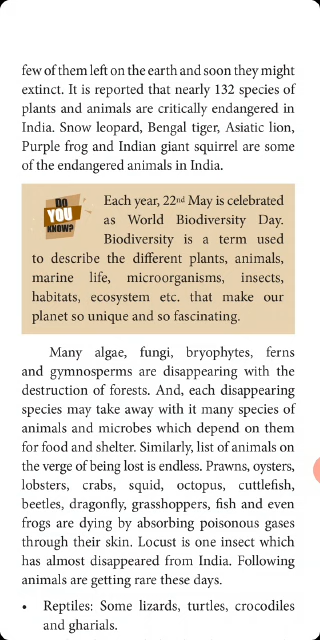 few of them left on the earth and soon they might
extinct. It is reported that nearly 132 species of
plants and animals are critically endangered in
India. Snow leopard, Bengal tiger, Asiatic lion,
Purple frog and Indian giant squirrel are some
of the endangered animals in India.
DO
YOU
KNOW?
Each year, 22nd May is celebrated
as World Biodiversity Day.
Biodiversity is a term used
to describe the different plants, animals,
marine life, microorganisms, insects,
habitats, ecosystem etc. that make our
planet so unique and so fascinating.
Many algae, fungi, bryophytes, ferns
and gymnosperms are disappearing with the
destruction of forests. And, each disappearing
species may take away with it many species of
animals and microbes which depend on them
for food and shelter. Similarly, list of animals on
the verge of being lost is endless. Prawns, oysters,
lobsters, crabs, squid, octopus, cuttlefish,
beetles, dragonfly, grasshoppers, fish and even
frogs are dying by absorbing poisonous gases
through their skin. Locust is one insect which
has almost disappeared from India. Following
animals are getting rare these days.
• Reptiles: Some lizards, turtles, crocodiles
and gharials.